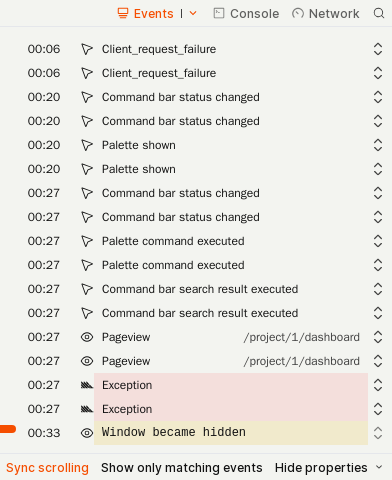 Events Console Network
00:06 Client_request_failure
00:06 Client_request_failure
00:20 Command bar status changed
00:20 Command bar status changed
00:20 Palette shown
00:20 Palette shown
00:27 Command bar status changed
00:27 Command bar status changed
00:27 Palette command executed
00:27 Palette command executed
00:27 Command bar search result executed
00:27 Command bar search result executed
00:27 Pageview /project/1/dashboard
00:27 Pageview /project/1/dashboard
00:27 Exception
00:27 Exception
00:33 Window became hidden
Sync scrolling Show only matching events Hide properties